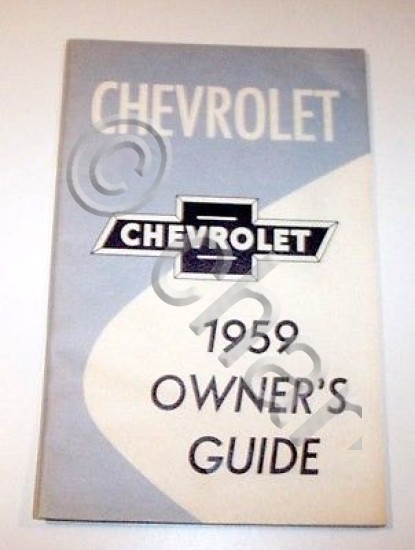 CHEVROLET
CHEVROLET
1959
OWNER'S
GUIDE